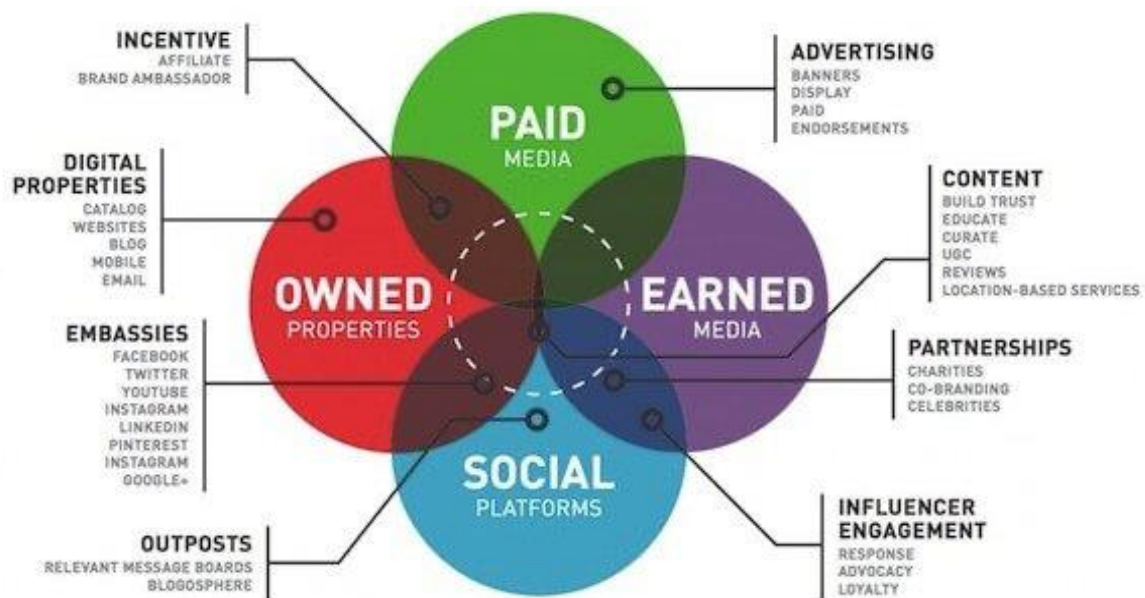 INCENTIVE
AFFILIATE
BRAND AMBASSADOR
ADVERTISING
BANNERS
DISPLAY
PAID
ENDORSEMENTS
PAID
MEDIA
DIGITAL
PROPERTIES
CATALOG
WEBSITES
BLOG
MOBILE
EMAIL
CONTENT
BUILD TRUST
EDUCATE
CURATE
UGC
REVIEWS
LOCATION-BASED SERVICES
OWNED
PROPERTIES
EARNED
MEDIA
EMBASSIES
FACEBOOK
TWITTER
YOUTUBE
INSTAGRAM
LINKEDIN
PINTEREST
INSTAGRAM
GOOGLE+
PARTNERSHIPS
CHARITIES
CO-BRANDING
CELEBRITIES
SOCIAL
PLATFORMS
OUTPOSTS
RELEVANT MESSAGE BOARDS
BLOGOSPHERE
INFLUENCER
ENGAGEMENT
RESPONSE
ADVOCACY
LOYALTY